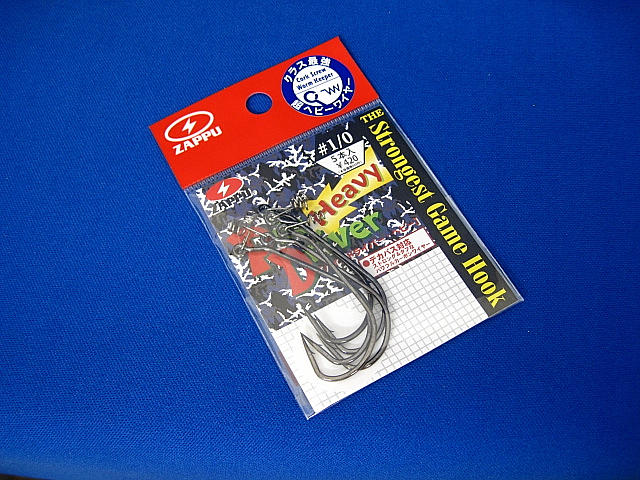 ZAPPU
クラス最強
Cork Screw
Worm Keeper
超ヘビーワイヤー
#1/0
5本入
¥420
THE Strongest Game Hook
ZAPPU
Heavy
●デカバス対応